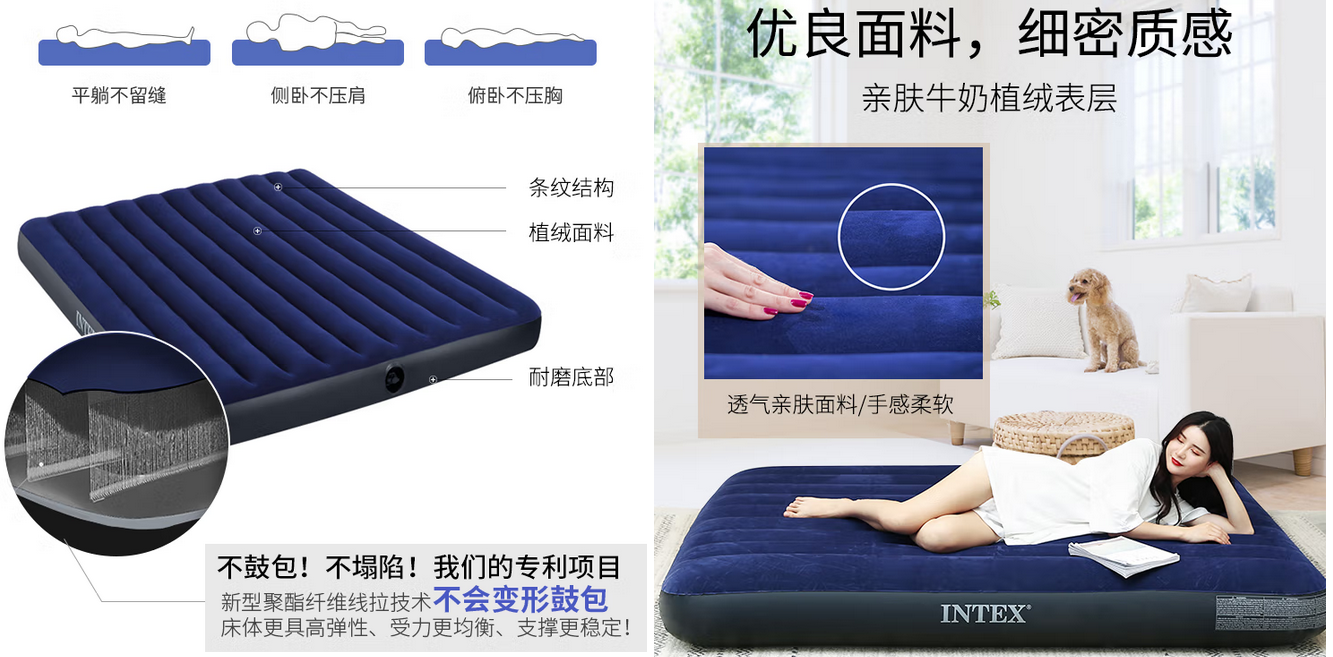 平躺不留缝
侧卧不压肩
俯卧不压胸
条纹结构
植绒面料
耐磨底部
不鼓包！不塌陷！我们的专利项目
新型聚酯纤维线拉技术不会变形鼓包
床体更具高弹性、受力更均衡、支撑更稳定！
优良面料，细密质感
亲肤牛奶植绒表层
透气亲肤面料/手感柔软
INTEX®